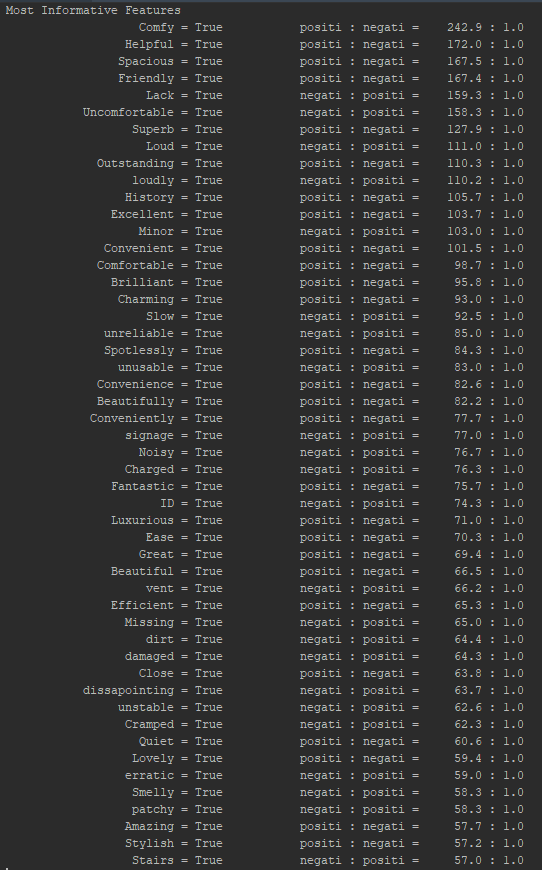 Most Informative Features
Comfy = True positi : negati = 242.9 : 1.0
Helpful = True positi : negati = 172.0 : 1.0
Spacious = True positi : negati = 167.5 : 1.0
Friendly = True positi : negati = 167.4 : 1.0
Lack = True negati : positi = 159.3 : 1.0
Uncomfortable = True negati : positi = 158.3 : 1.0
Superb = True positi : negati = 127.9 : 1.0
Loud = True negati : positi = 111.0 : 1.0
Outstanding = True positi : negati = 110.3 : 1.0
loudly = True negati : positi = 110.2 : 1.0
History = True positi : negati = 105.7 : 1.0
Excellent = True positi : negati = 103.7 : 1.0
Minor = True negati : positi = 103.0 : 1.0
Convenient = True positi : negati = 101.5 : 1.0
Comfortable = True positi : negati = 98.7 : 1.0
Brilliant = True positi : negati = 95.8 : 1.0
Charming = True positi : negati = 93.0 : 1.0
Slow = True negati : positi = 92.5 : 1.0
unreliable = True negati : positi = 85.0 : 1.0
Spotlessly = True positi : negati = 84.3 : 1.0
unusable = True negati : positi = 83.0 : 1.0
Convenience = True positi : negati = 82.6 : 1.0
Beautifully = True positi : negati = 82.2 : 1.0
Conveniently = True positi : negati = 77.7 : 1.0
signage = True negati : positi = 77.0 : 1.0
Noisy = True negati : positi = 76.7 : 1.0
Charged = True negati : positi = 76.3 : 1.0
Fantastic = True positi : negati = 75.7 : 1.0
ID = True negati : positi = 74.3 : 1.0
Luxurious = True positi : negati = 71.0 : 1.0
Ease = True positi : negati = 70.3 : 1.0
Great = True positi : negati = 69.4 : 1.0
Beautiful = True positi : negati = 66.5 : 1.0
vent = True negati : positi = 66.2 : 1.0
Efficient = True positi : negati = 65.3 : 1.0
Missing = True negati : positi = 65.0 : 1.0
dirt = True negati : positi = 64.4 : 1.0
damaged = True negati : positi = 64.3 : 1.0
Close = True positi : negati = 63.8 : 1.0
dissapointing = True negati : positi = 63.7 : 1.0
unstable = True negati : positi = 62.6 : 1.0
Cramped = True negati : positi = 62.3 : 1.0
Quiet = True positi : negati = 60.6 : 1.0
Lovely = True positi : negati = 59.4 : 1.0
erratic = True negati : positi = 59.0 : 1.0
Smelly = True negati : positi = 58.3 : 1.0
patchy = True negati : positi = 58.3 : 1.0
Amazing = True positi : negati = 57.7 : 1.0
Stylish = True positi : negati = 57.2 : 1.0
Stairs = True negati : positi = 57.0 : 1.0